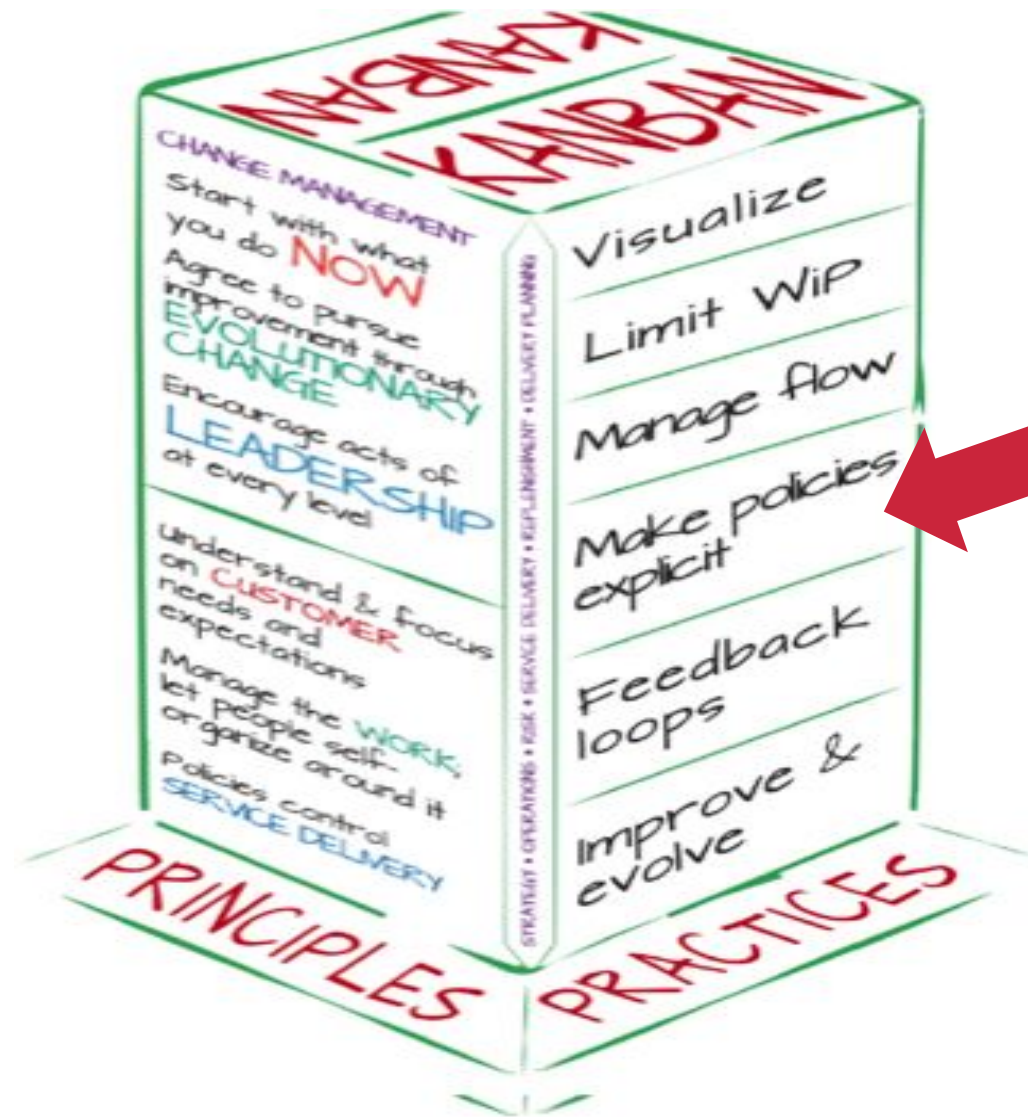 KANBAN
KANBAN
CHANGE MANAGEMENT
Start with what
you do NOW
Agree to pursue
improvement through
EVOLUTIONARY
CHANGE
Encourage acts of
LEADERSHIP
at every level
Understand & focus
on CUSTOMER
needs and
expectations
Manage the WORK;
let people self-
organize around it
Policies control
SERVICE DELIVERY
STRATEGY • OPERATIONS • RISK • SERVICE DELIVERY • REPLENISHMENT • DELIVERY PLANNING
Visualize
Limit WiP
Manage flow
Make policies
explicit
Feedback
loops
Improve &
evolve
PRINCIPLES
PRACTICES